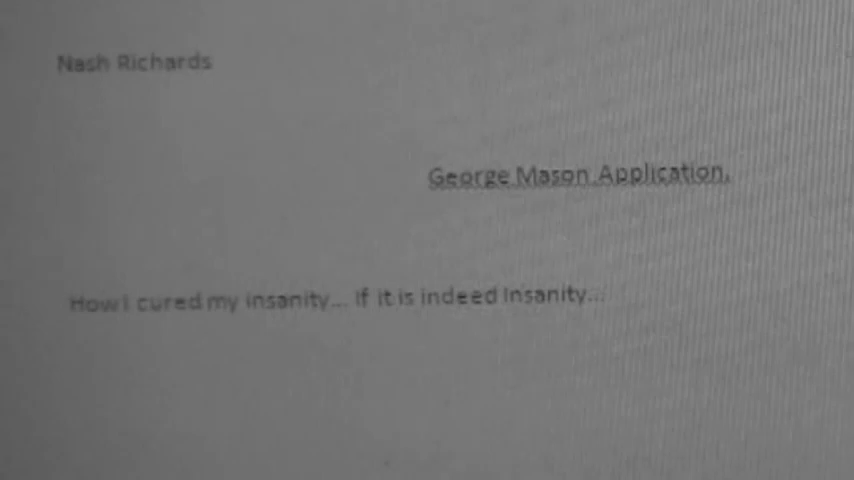 Nash Richards
George Mason Application.
How I cured my insanity... If it is indeed Insanity...